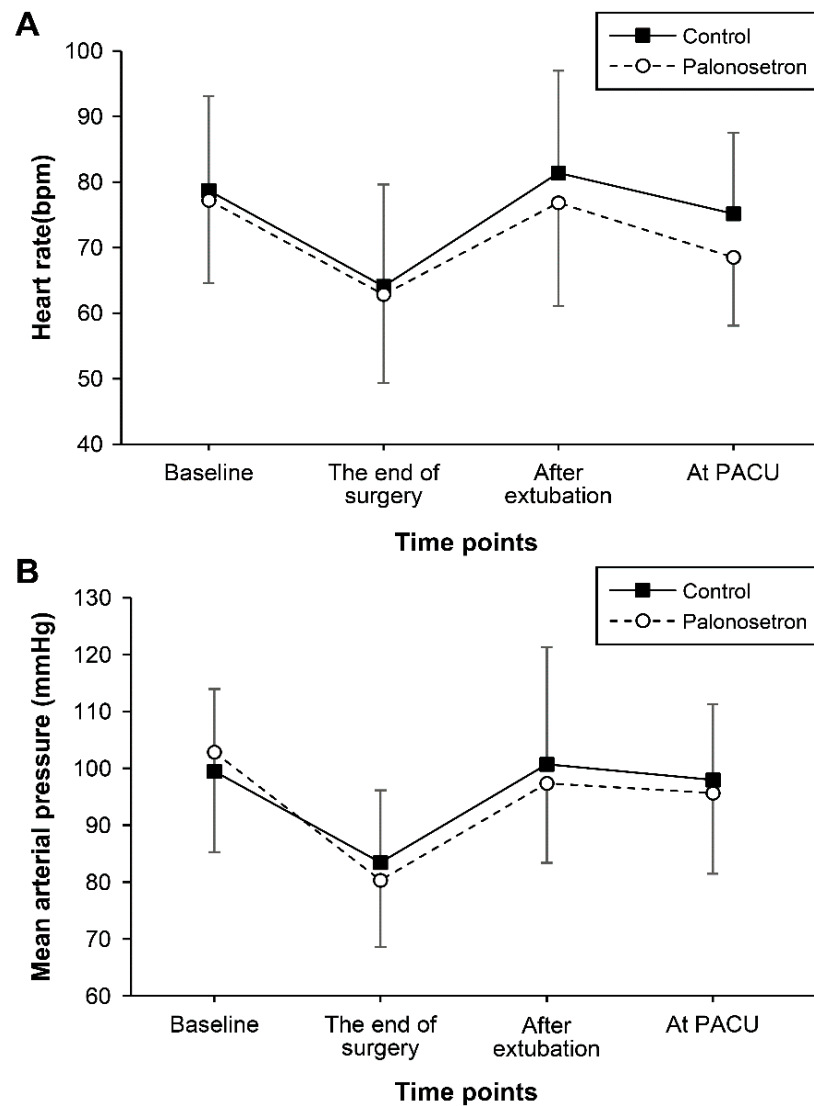 A
Control
Palonosetron
Heart rate(bpm)
100
90
80
70
60
50
40
Baseline
The end of
surgery
After
extubation
At PACU
Time points
B
Control
Palonosetron
Mean arterial pressure (mmHg)
130
120
110
100
90
80
70
60
Baseline
The end of
surgery
After
extubation
At PACU
Time points